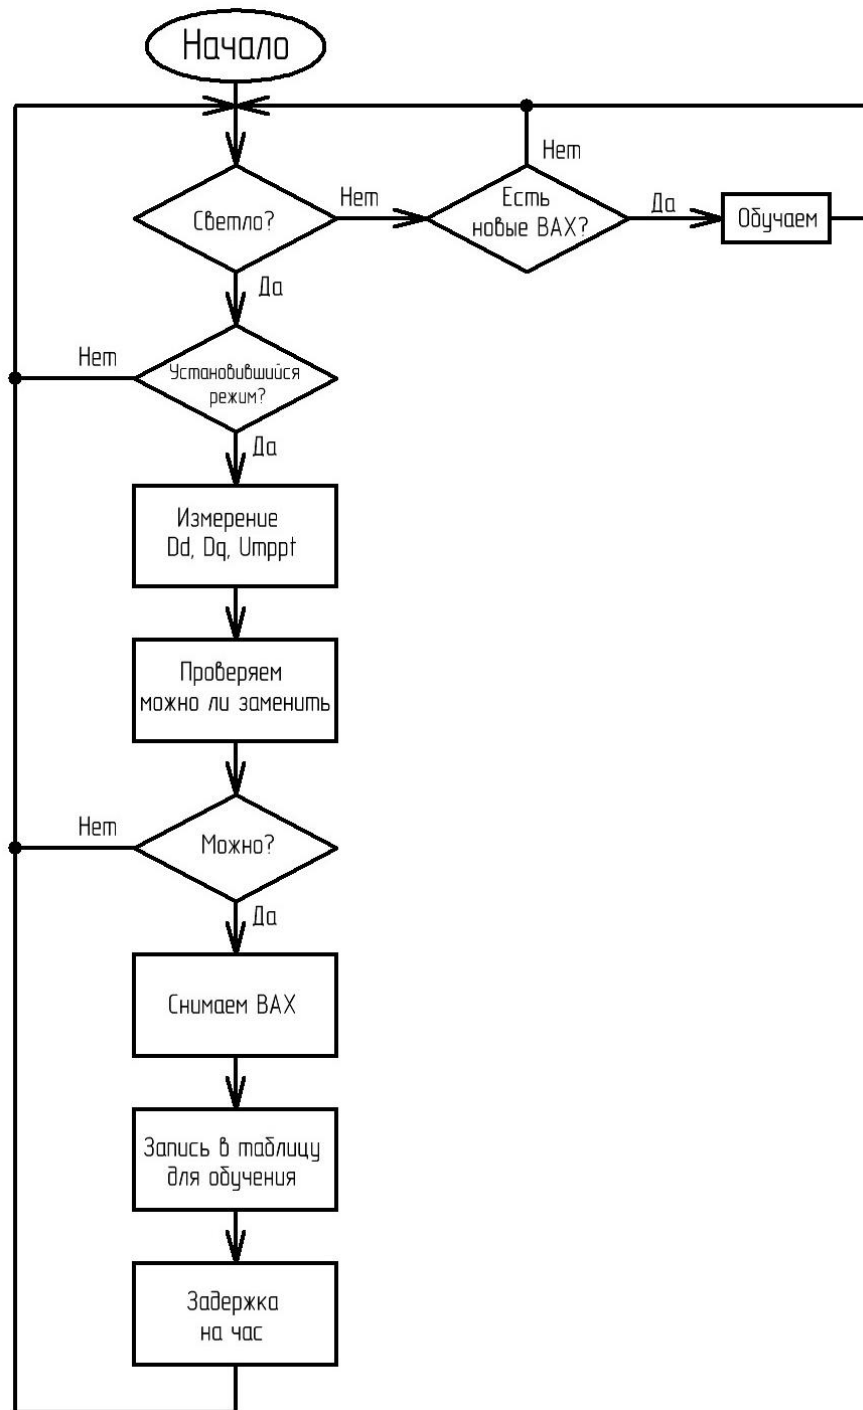 Начало
Светло?
Нет
Есть
новые ВАХ?
Нет
Да
Обучаем
Да
Нет
Установившийся
режим?
Да
Измерение
Dd, Dq, Umppt
Проверяем
можно ли заменить
Нет
Можно?
Да
Снимаем ВАХ
Запись в таблицу
для обучения
Задержка
на час